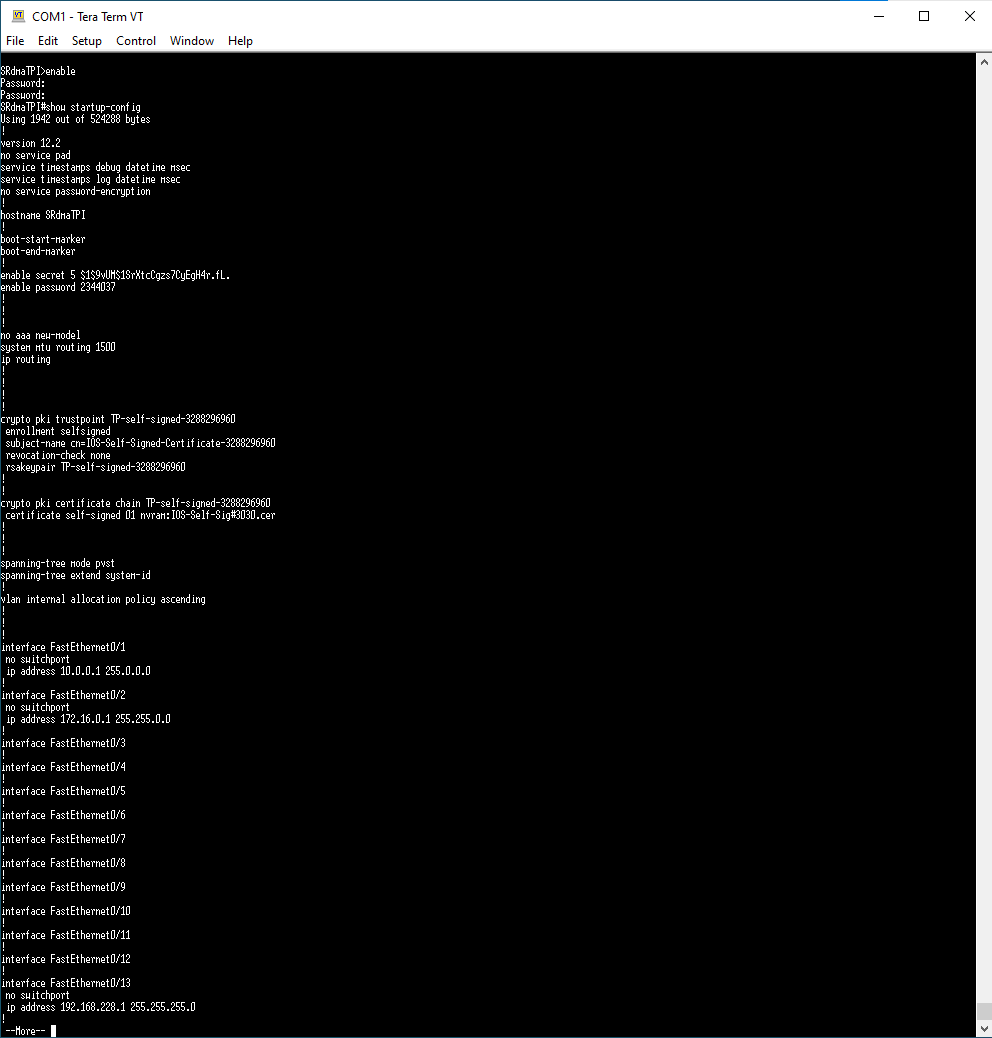 COM1 - Tera Term VT
File Edit Setup Control Window Help
SRdmaTPI>enable
Password:
Password:
SRdmaTPI#show startup-config
Using 1942 out of 524288 bytes
!
version 12.2
no service pad
service timestamps debug datetime msec
service timestamps log datetime msec
no service password-encryption
!
hostname SRdmaTPI
!
boot-start-marker
boot-end-marker
!
enable secret 5 $1$9vUM$1SrXtcCgzs7CyEgH4r.fL.
enable password 2344037
!
!
!
no aaa new-model
system mtu routing 1500
ip routing
!
!
!
!
crypto pki trustpoint TP-self-signed-3288296960
 enrollment selfsigned
 subject-name cn=IOS-Self-Signed-Certificate-3288296960
 revocation-check none
 rsakeypair TP-self-signed-3288296960
!
!
crypto pki certificate chain TP-self-signed-3288296960
 certificate self-signed 01 nvram:IOS-Self-Sig#3030.cer
!
!
!
spanning-tree mode pvst
spanning-tree extend system-id
!
vlan internal allocation policy ascending
!
!
!
interface FastEthernet0/1
 no switchport
 ip address 10.0.0.1 255.0.0.0
!
interface FastEthernet0/2
 no switchport
 ip address 172.16.0.1 255.255.0.0
!
interface FastEthernet0/3
!
interface FastEthernet0/4
!
interface FastEthernet0/5
!
interface FastEthernet0/6
!
interface FastEthernet0/7
!
interface FastEthernet0/8
!
interface FastEthernet0/9
!
interface FastEthernet0/10
!
interface FastEthernet0/11
!
interface FastEthernet0/12
!
interface FastEthernet0/13
 no switchport
 ip address 192.168.228.1 255.255.255.0
!
 --More--